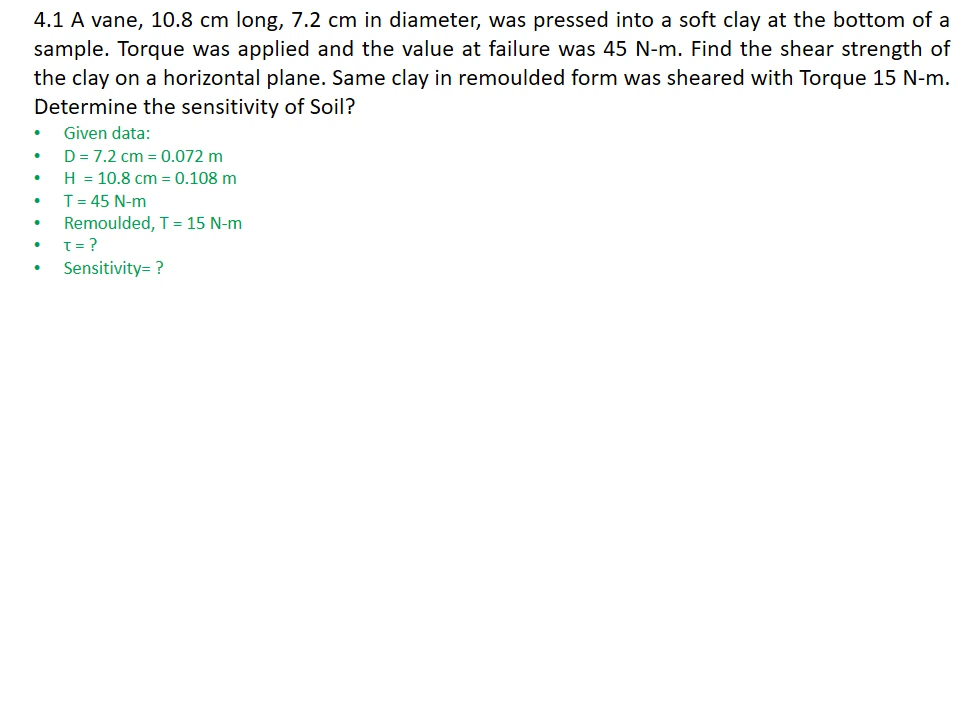 4.1 A vane, 10.8 cm long, 7.2 cm in diameter, was pressed into a soft clay at the bottom of a
sample. Torque was applied and the value at failure was 45 N-m. Find the shear strength of
the clay on a horizontal plane. Same clay in remoulded form was sheared with Torque 15 N-m.
Determine the sensitivity of Soil?
• Given data:
• D = 7.2 cm = 0.072 m
• H = 10.8 cm = 0.108 m
• T = 45 N-m
• Remoulded, T = 15 N-m
• τ = ?
• Sensitivity= ?